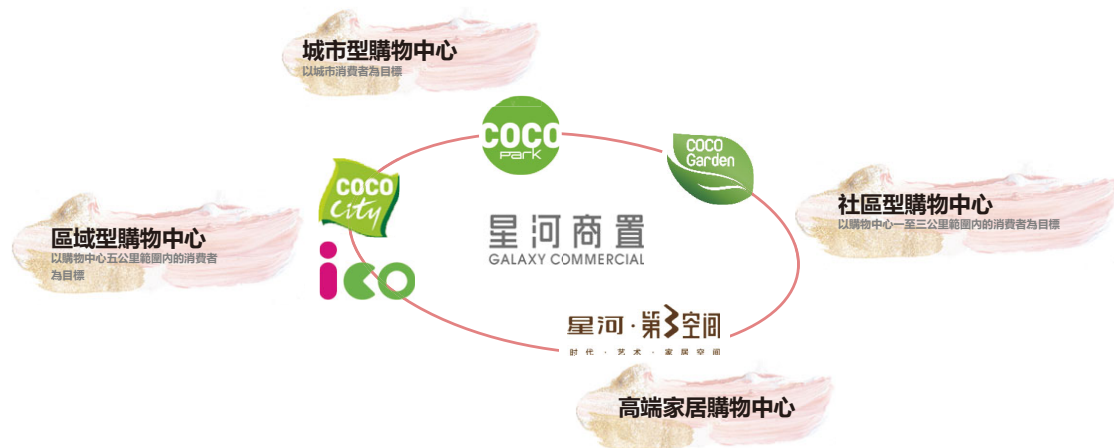 城市型購物中心
以城市消費者為目標
COCO
Park
COCO
Garden
COCO
City
ico
區域型購物中心
以購物中心五公里範圍內的消費者
為目標
星河商置
GALAXY COMMERCIAL
社區型購物中心
以購物中心一至三公里範圍內的消費者為目標
星河·第3空间
时代·艺术·家居空间
高端家居購物中心